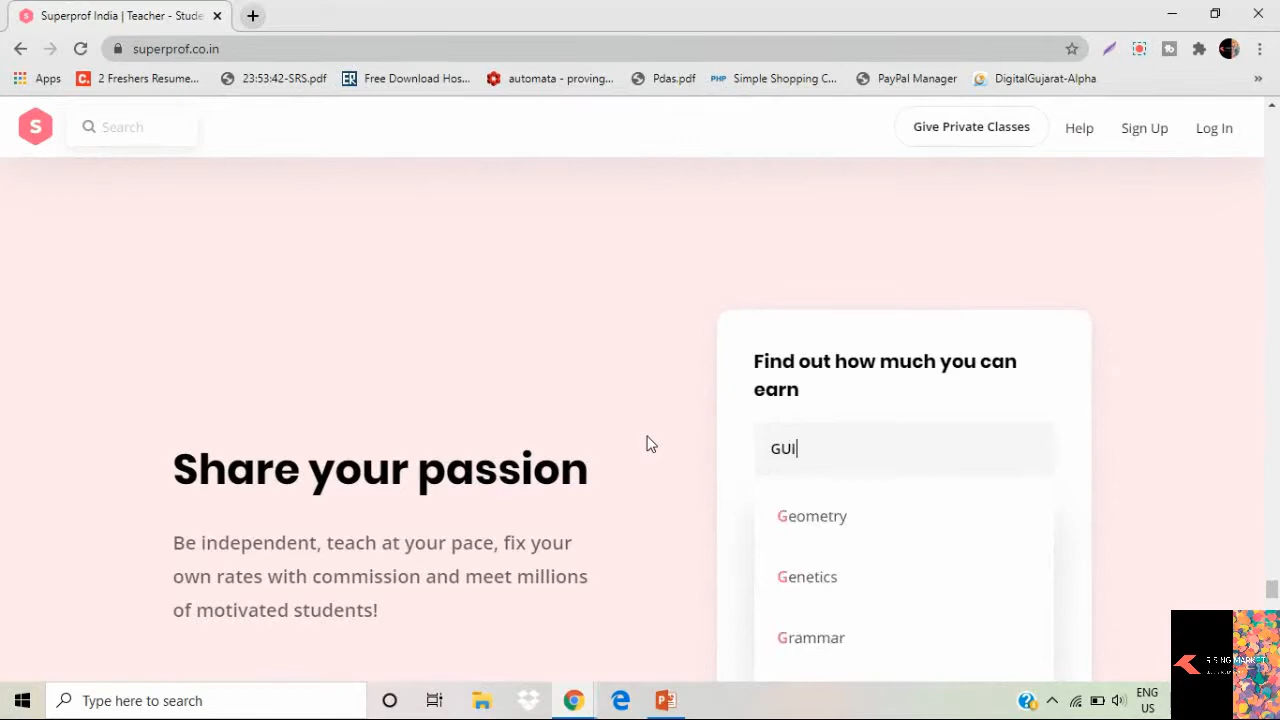 Superprof India | Teacher - Stude
superprof.co.in
Apps
2 Freshers Resume...
23:53:42-SRS.pdf
Free Download Hos...
automata - proving...
Pdas.pdf
PHP Simple Shopping C...
PayPal Manager
DigitalGujarat-Alpha
»
S
Search
Give Private Classes
Help
Sign Up
Log In
Find out how much you can
earn
GUI
Share your passion
Geometry
Be independent, teach at your pace, fix your
own rates with commission and meet millions
of motivated students!
Genetics
Grammar
Type here to search
ENG
US